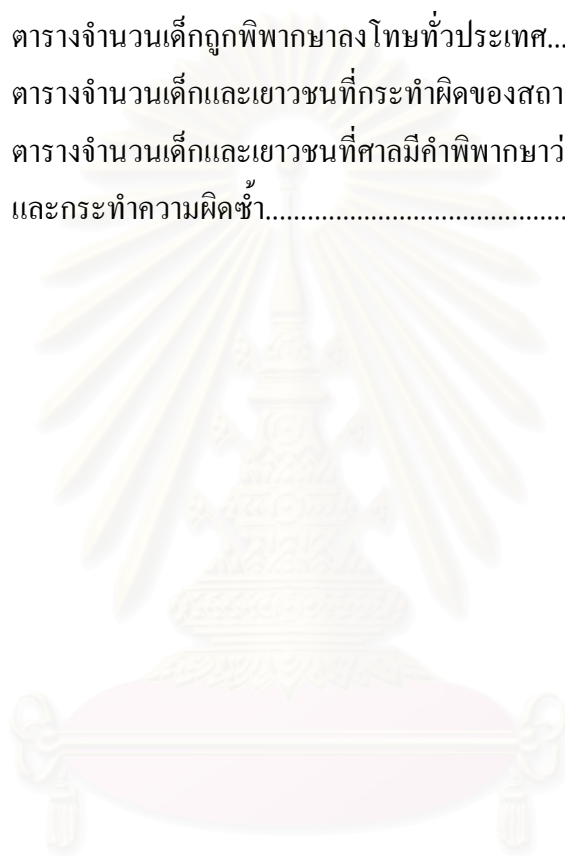 ตารางจำนวนเด็กถูกพิพากษาลงโทษทั่วประเทศ...
ตารางจำนวนเด็กและเยาวชนที่กระทำผิดของสถา
ตารางจำนวนเด็กและเยาวชนที่ศาลมีคำพิพากษาว่
และกระทำความผิดซ้ำ..........................................